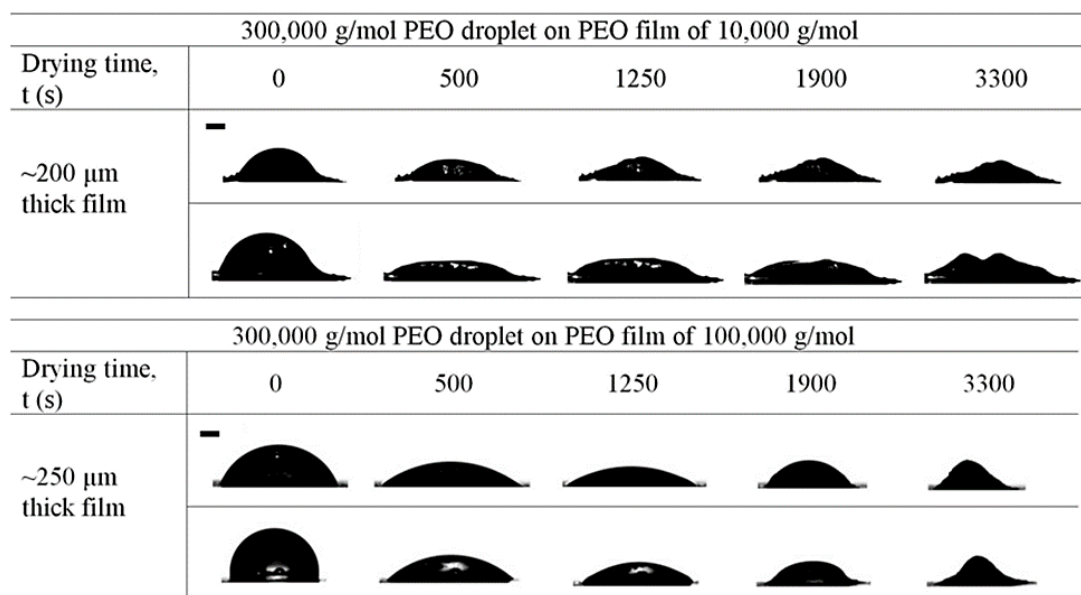 300,000 g/mol PEO droplet on PEO film of 10,000 g/mol
Drying time, t (s)
0 500 1250 1900 3300
~200 μm thick film
300,000 g/mol PEO droplet on PEO film of 100,000 g/mol
Drying time, t (s)
0 500 1250 1900 3300
~250 μm thick film